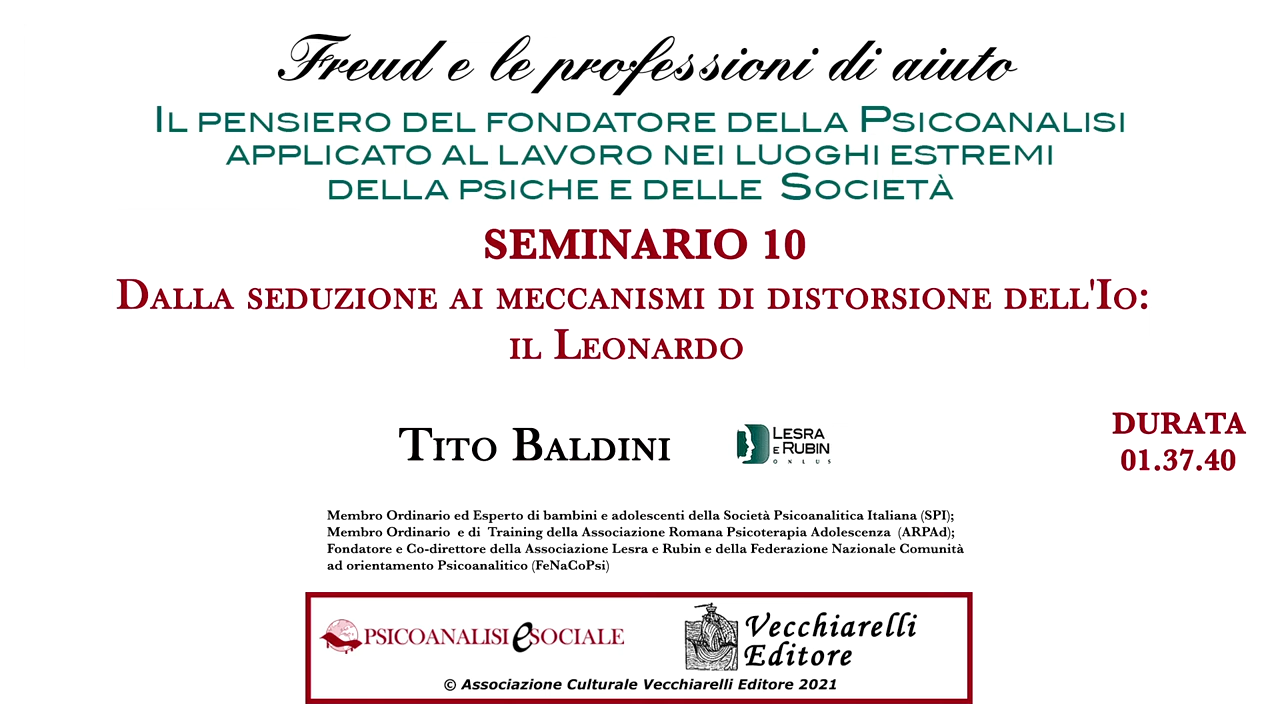 Freud e le professioni di aiuto
Il pensiero del fondatore della Psicoanalisi
applicato al lavoro nei luoghi estremi
della psiche e delle Società
SEMINARIO 10
Dalla seduzione ai meccanismi di distorsione dell'Io:
il Leonardo
Tito Baldini
Lesra
e Rubin
ONLUS
DURATA
01.37.40
Membro Ordinario ed Esperto di bambini e adolescenti della Società Psicoanalitica Italiana (SPI);
Membro Ordinario e di Training della Associazione Romana Psicoterapia Adolescenza (ARPAd);
Fondatore e Co-direttore della Associazione Lesra e Rubin e della Federazione Nazionale Comunità
ad orientamento Psicoanalitico (FeNaCoPsi)
PSICOANALISI e SOCIALE
Vecchiarelli
Editore
© Associazione Culturale Vecchiarelli Editore 2021